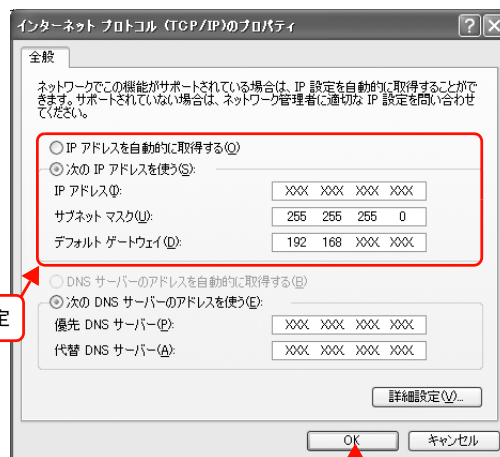 インターネット プロトコル (TCP/IP)のプロパティ
全般
ネットワークでこの機能がサポートされている場合は、IP 設定を自動的に取得することがで
きます。サポートされていない場合は、ネットワーク管理者に適切な IP 設定を問い合わせ
てください。
IP アドレスを自動的に取得する(O)
次の IP アドレスを使う(S):
IP アドレス(I): XXX XXX XXX XXX
サブネット マスク(U): 255 255 255 0
デフォルト ゲートウェイ(D): 192 168 XXX XXX
DNS サーバーのアドレスを自動的に取得する(B)
次の DNS サーバーのアドレスを使う(E):
定
優先 DNS サーバー(P): XXX XXX XXX XXX
代替 DNS サーバー(A): XXX XXX XXX XXX
詳細設定(V)...
OK キャンセル